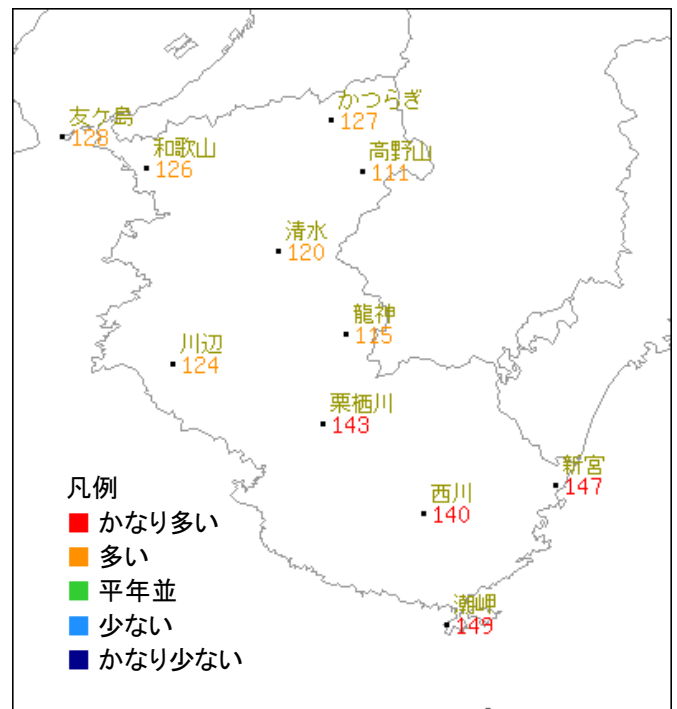 かつらぎ
127
友ケ島
128
和歌山
126
高野山
111
清水
120
龍神
115
川辺
124
栗栖川
143
新宮
147
西川
140
潮岬
149
凡例
かなり多い
多い
平年並
少ない
かなり少ない